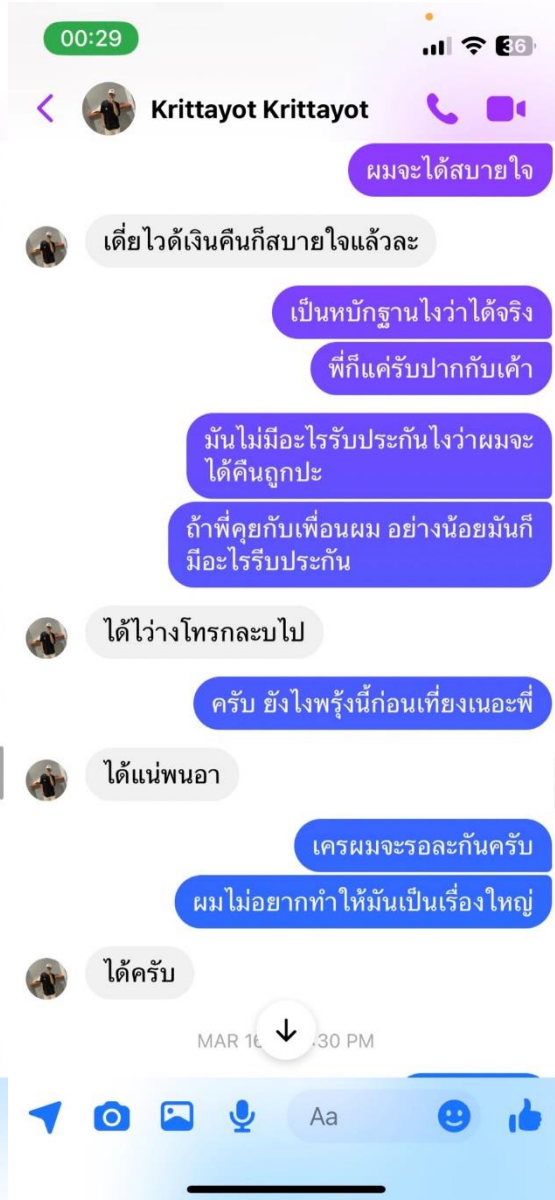 00:29
36
Krittayot Krittayot
ผมจะได้สบายใจ
เดี่ยไวด้เงินคืนก็สบายใจแล้วละ
เป็นหบักฐานไงว่าได้จริง
พี่ก็แค่รับปากกับเค้า
มันไม่มีอะไรรับประกันไงว่าผมจะ
ได้คืนถูกปะ
ถ้าพี่คุยกับเพื่อนผม อย่างน้อยมันก็
มีอะไรรีบประกัน
ได้ไว่างโทรกละบไป
ครับ ยังไงพรุ้งนี้ก่อนเที่ยงเนอะพี่
ได้แน่พนอา
เครผมจะรอละกันครับ
ผมไม่อยากทำให้มันเป็นเรื่องใหญ่
ได้ครับ
MAR 16 :30 PM
Aa